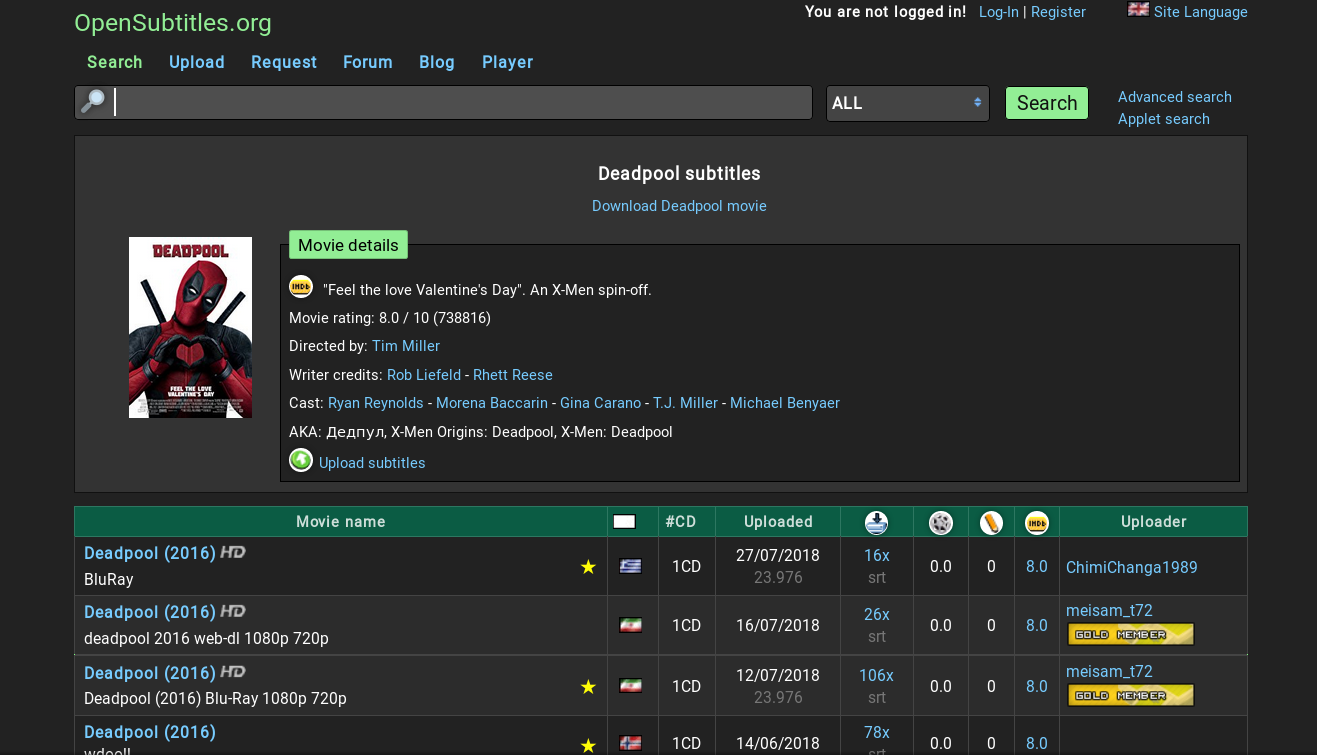 OpenSubtitles.org
You are not logged in! Log-In | Register Site Language
Search Upload Request Forum Blog Player
ALL
Search
Advanced search
Applet search
Deadpool subtitles
Download Deadpool movie
DEADPOOL
FEEL THE LOVE
VALENTINE'S DAY
Movie details
IMDb "Feel the love Valentine's Day". An X-Men spin-off.
Movie rating: 8.0 / 10 (738816)
Directed by: Tim Miller
Writer credits: Rob Liefeld - Rhett Reese
Cast: Ryan Reynolds - Morena Baccarin - Gina Carano - T.J. Miller - Michael Benyaer
AKA: Дедпул, X-Men Origins: Deadpool, X-Men: Deadpool
Upload subtitles
Movie name #CD Uploaded IMDb Uploader
Deadpool (2016) HD
BluRay
1CD
27/07/2018
23.976
16x
srt
0.0
0
8.0
ChimiChanga1989
Deadpool (2016) HD
deadpool 2016 web-dl 1080p 720p
1CD
16/07/2018
26x
srt
0.0
0
8.0
meisam_t72
GOLD MEMBER
Deadpool (2016) HD
Deadpool (2016) Blu-Ray 1080p 720p
1CD
12/07/2018
23.976
106x
srt
0.0
0
8.0
meisam_t72
GOLD MEMBER
Deadpool (2016)
1CD
14/06/2018
78x
srt
0.0
0
8.0